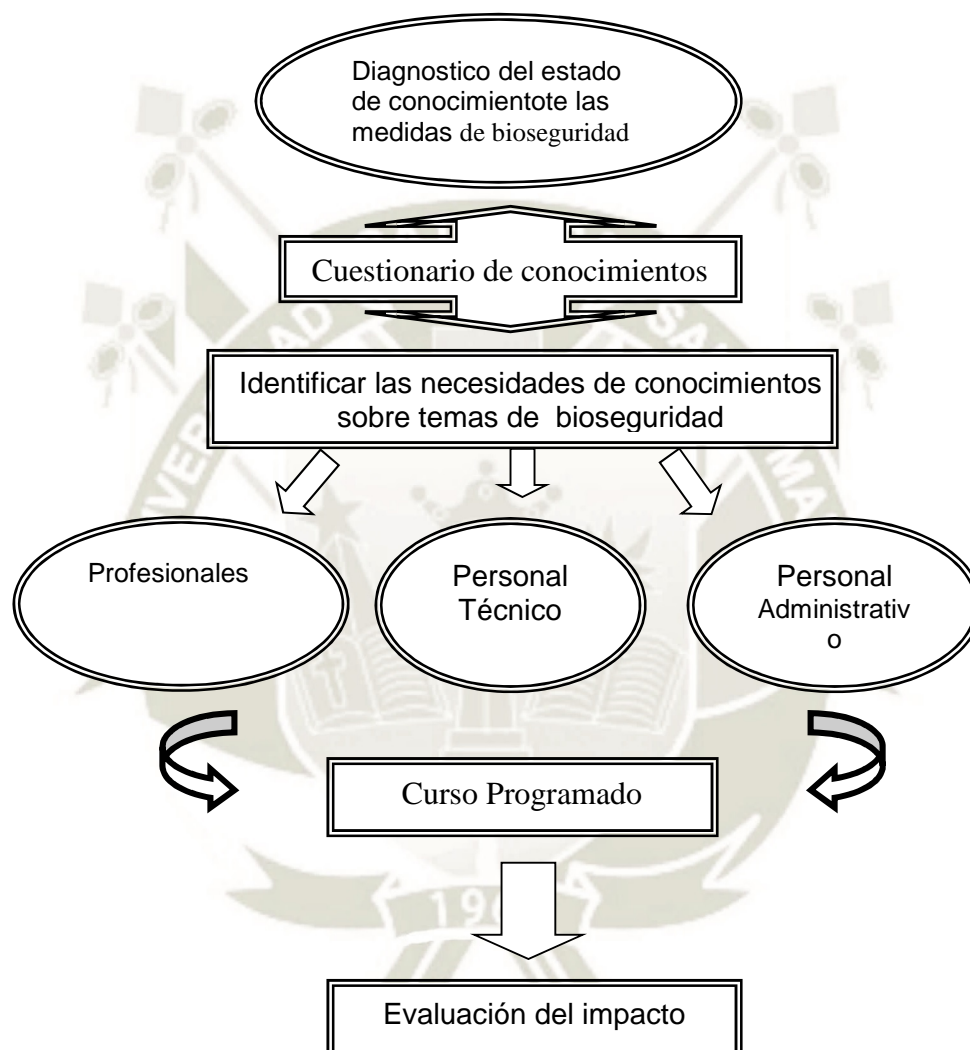 Diagnostico del estado
de conocimientote las
medidas de bioseguridad
Cuestionario de conocimientos
Identificar las necesidades de conocimientos
sobre temas de bioseguridad
Profesionales
Personal
Técnico
Personal
Administrativ
o
Curso Programado
Evaluación del impacto